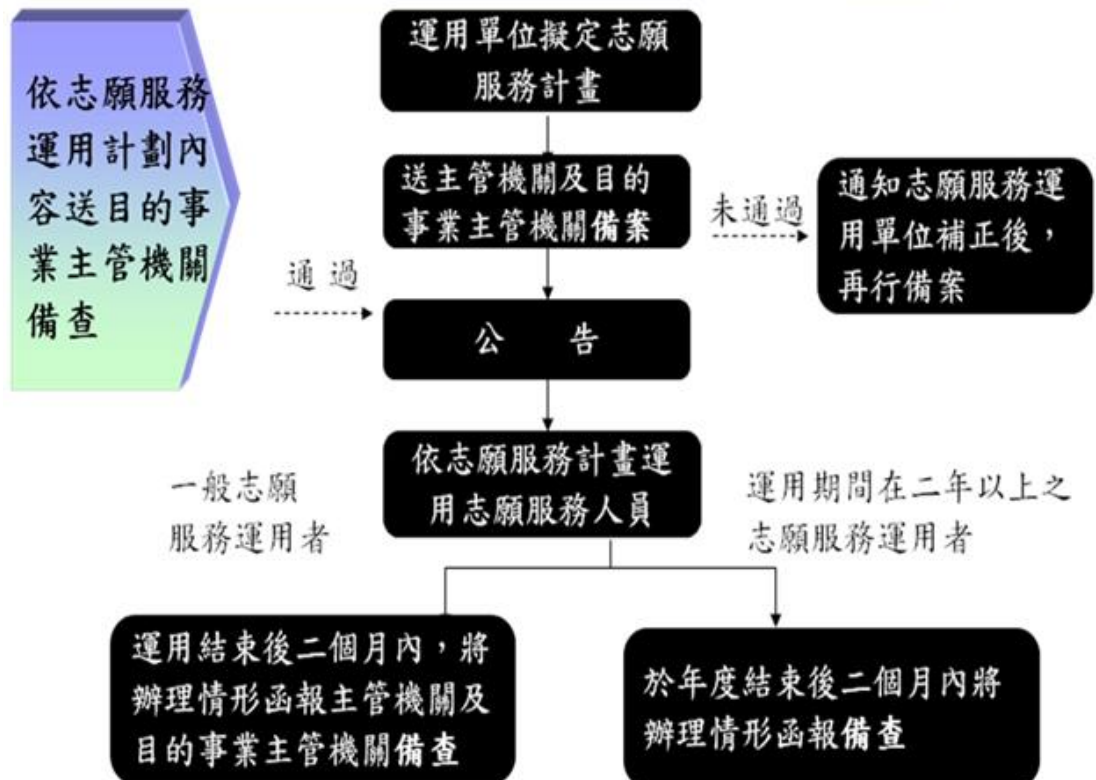 依志願服務
運用計劃內
容送目的事
業主管機關
備查
運用單位擬定志願
服務計畫
送主管機關及目的
事業主管機關備案
未通過
通知志願服務運
用單位補正後，
再行備案
通過
公告
依志願服務計畫運
用志願服務人員
一般志願
服務運用者
運用期間在二年以上之
志願服務運用者
運用結束後二個月內，將
辦理情形函報主管機關及
目的事業主管機關備查
於年度結束後二個月內將
辦理情形函報備查